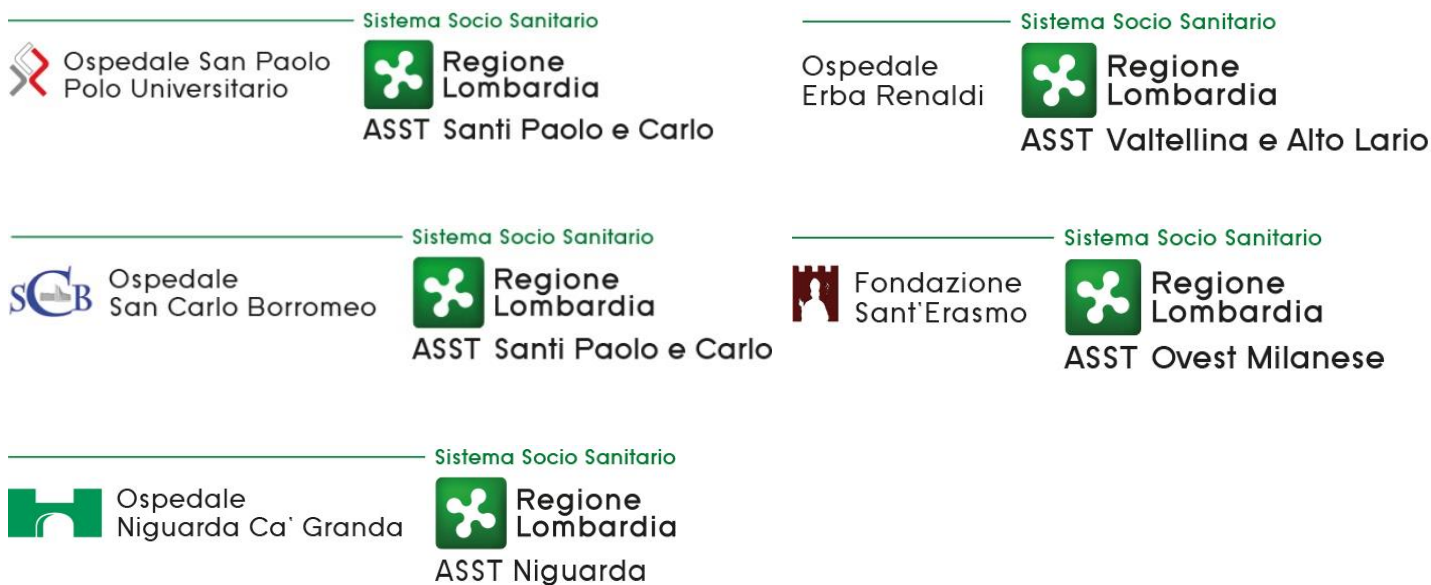 Sistema Socio Sanitario
Ospedale San Paolo
Polo Universitario
Regione
Lombardia
ASST Santi Paolo e Carlo
Sistema Socio Sanitario
Ospedale
Erba Renaldi
Regione
Lombardia
ASST Valtellina e Alto Lario
Sistema Socio Sanitario
SCB
Ospedale
San Carlo Borromeo
Regione
Lombardia
ASST Santi Paolo e Carlo
Sistema Socio Sanitario
Fondazione
Sant'Erasmo
Regione
Lombardia
ASST Ovest Milanese
Sistema Socio Sanitario
Ospedale
Niguarda Ca' Granda
Regione
Lombardia
ASST Niguarda